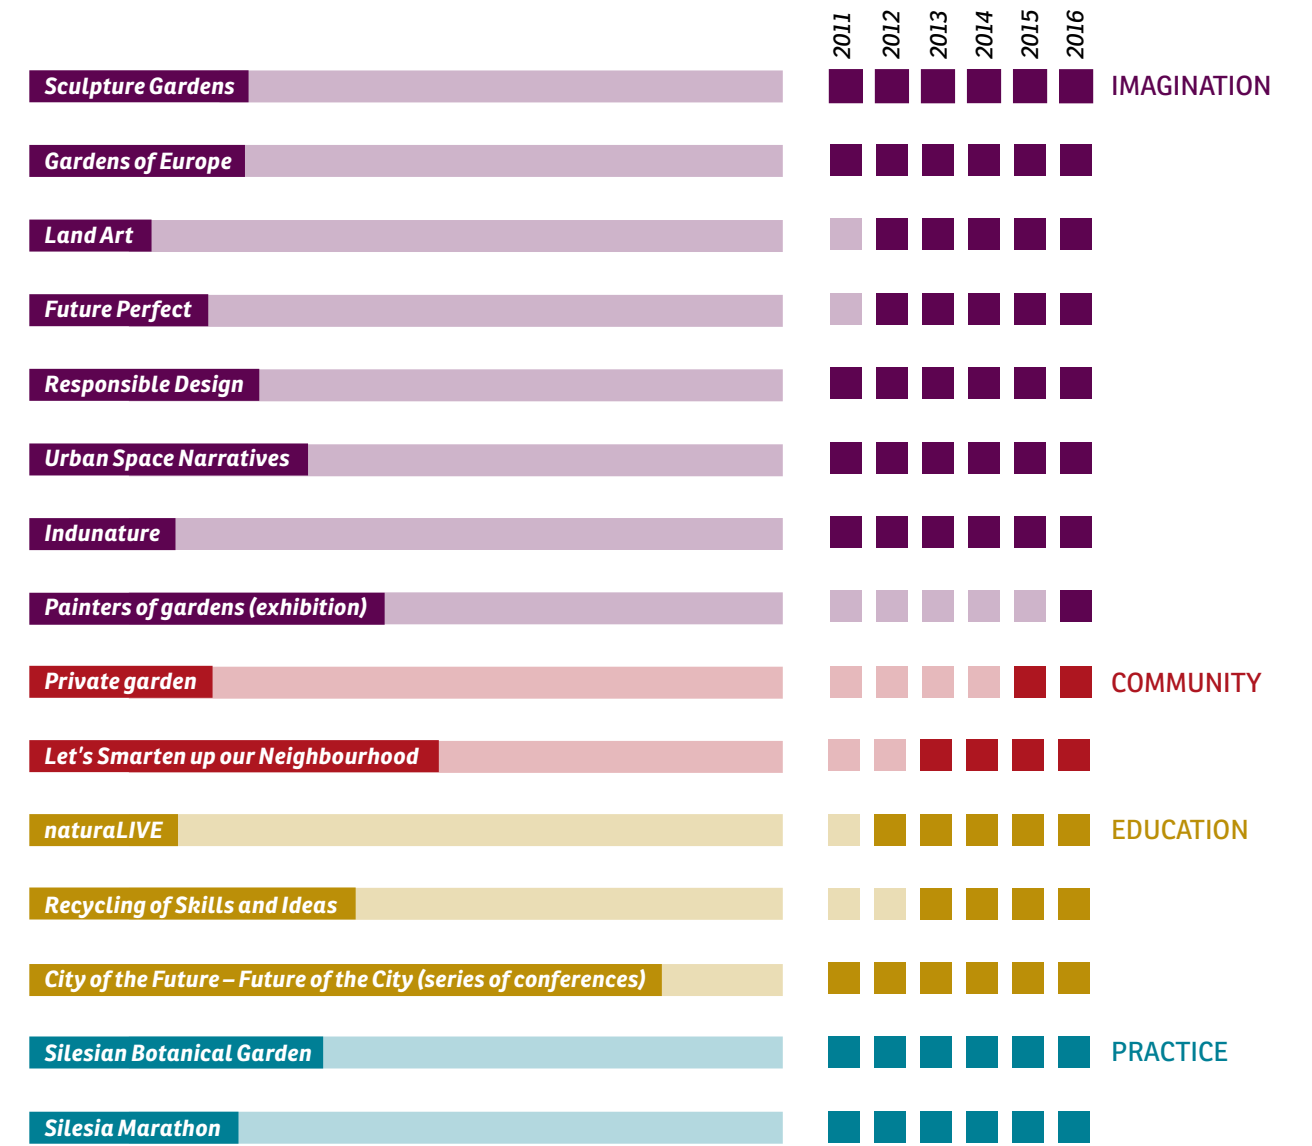 2011 2012 2013 2014 2015 2016
Sculpture Gardens IMAGINATION
Gardens of Europe
Land Art
Future Perfect
Responsible Design
Urban Space Narratives
Indunature
Painters of gardens (exhibition)
Private garden COMMUNITY
Let's Smarten up our Neighbourhood
naturaLIVE EDUCATION
Recycling of Skills and Ideas
City of the Future – Future of the City (series of conferences)
Silesian Botanical Garden PRACTICE
Silesia Marathon